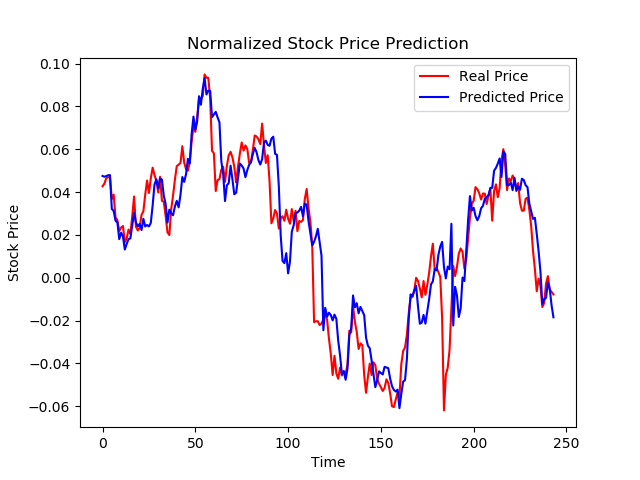 Normalized Stock Price Prediction
Real Price
Predicted Price
Stock Price
0.10
0.08
0.06
0.04
0.02
0.00
−0.02
−0.04
−0.06
0 50 100 150 200 250
Time